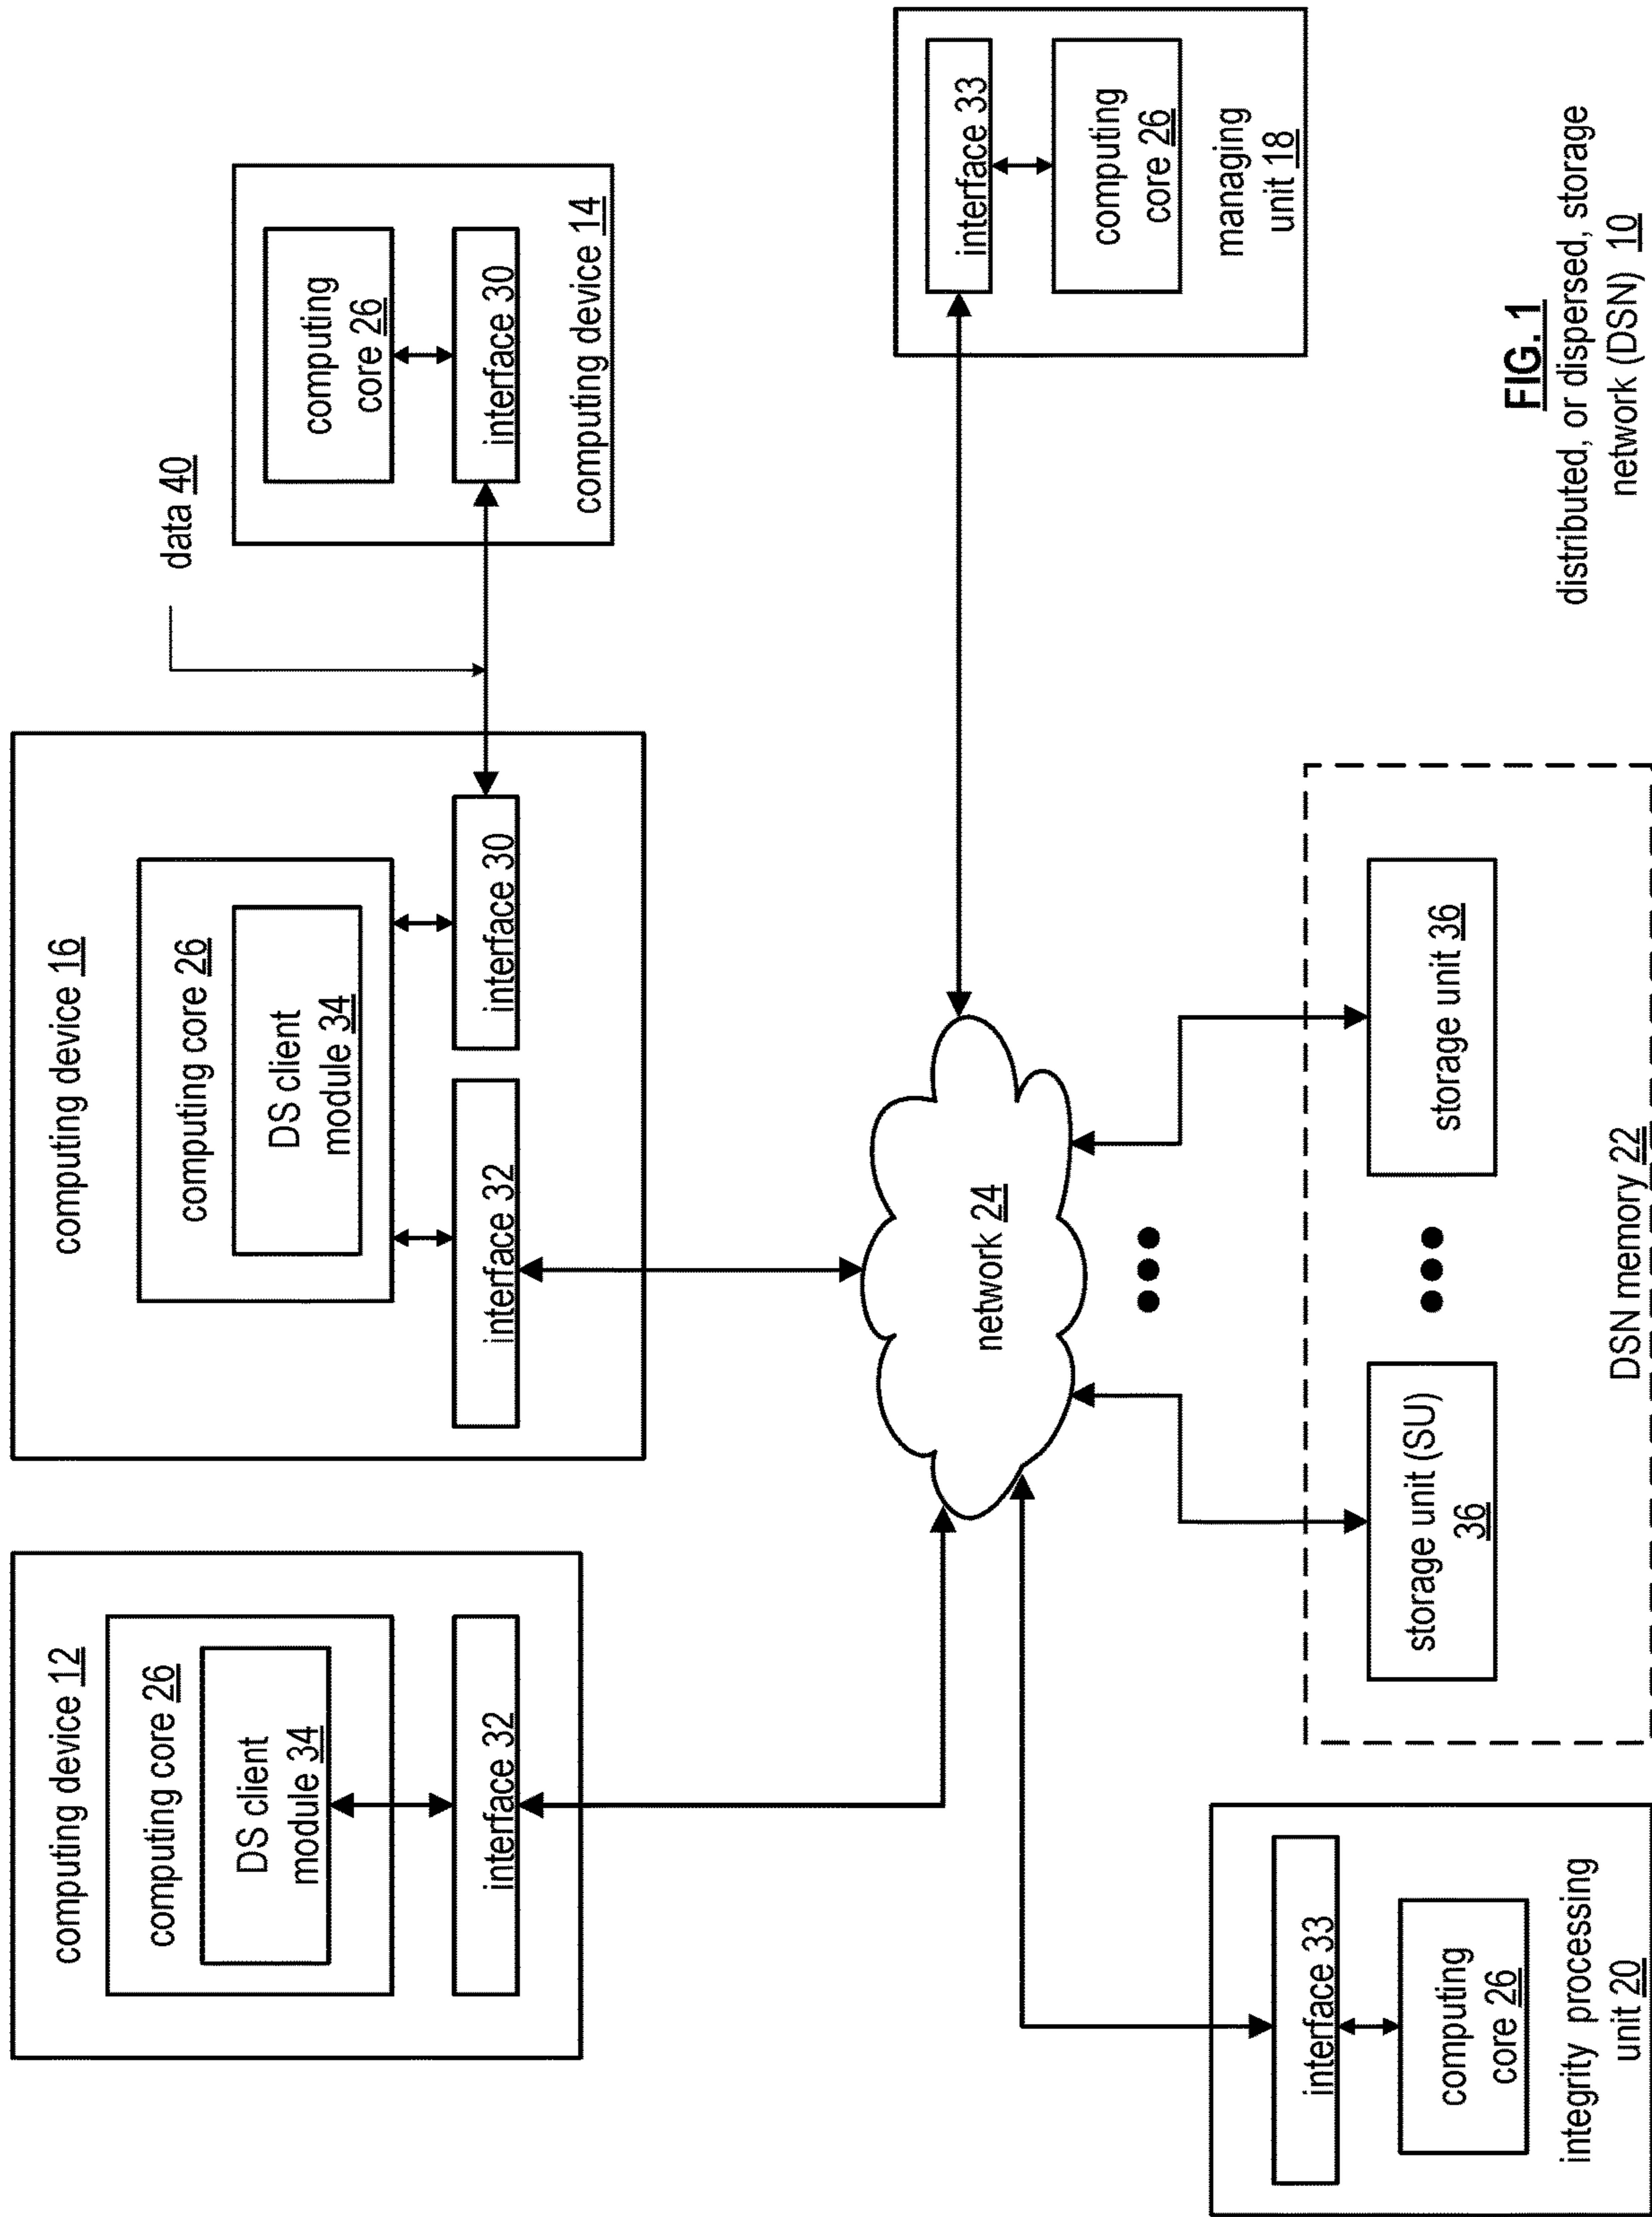 computing device 12
computing core 26
DS client
module 34
interface 32
computing device 16
computing core 26
DS client
module 34
interface 32
interface 30
data 40
computing
core 26
interface 30
computing device 14
network 24
interface 33
computing
core 26
managing
unit 18
interface 33
computing
core 26
integrity processing
unit 20
storage unit (SU)
36
storage unit 36
DSN memory 22
FIG. 1
distributed, or dispersed, storage
network (DSN) 10